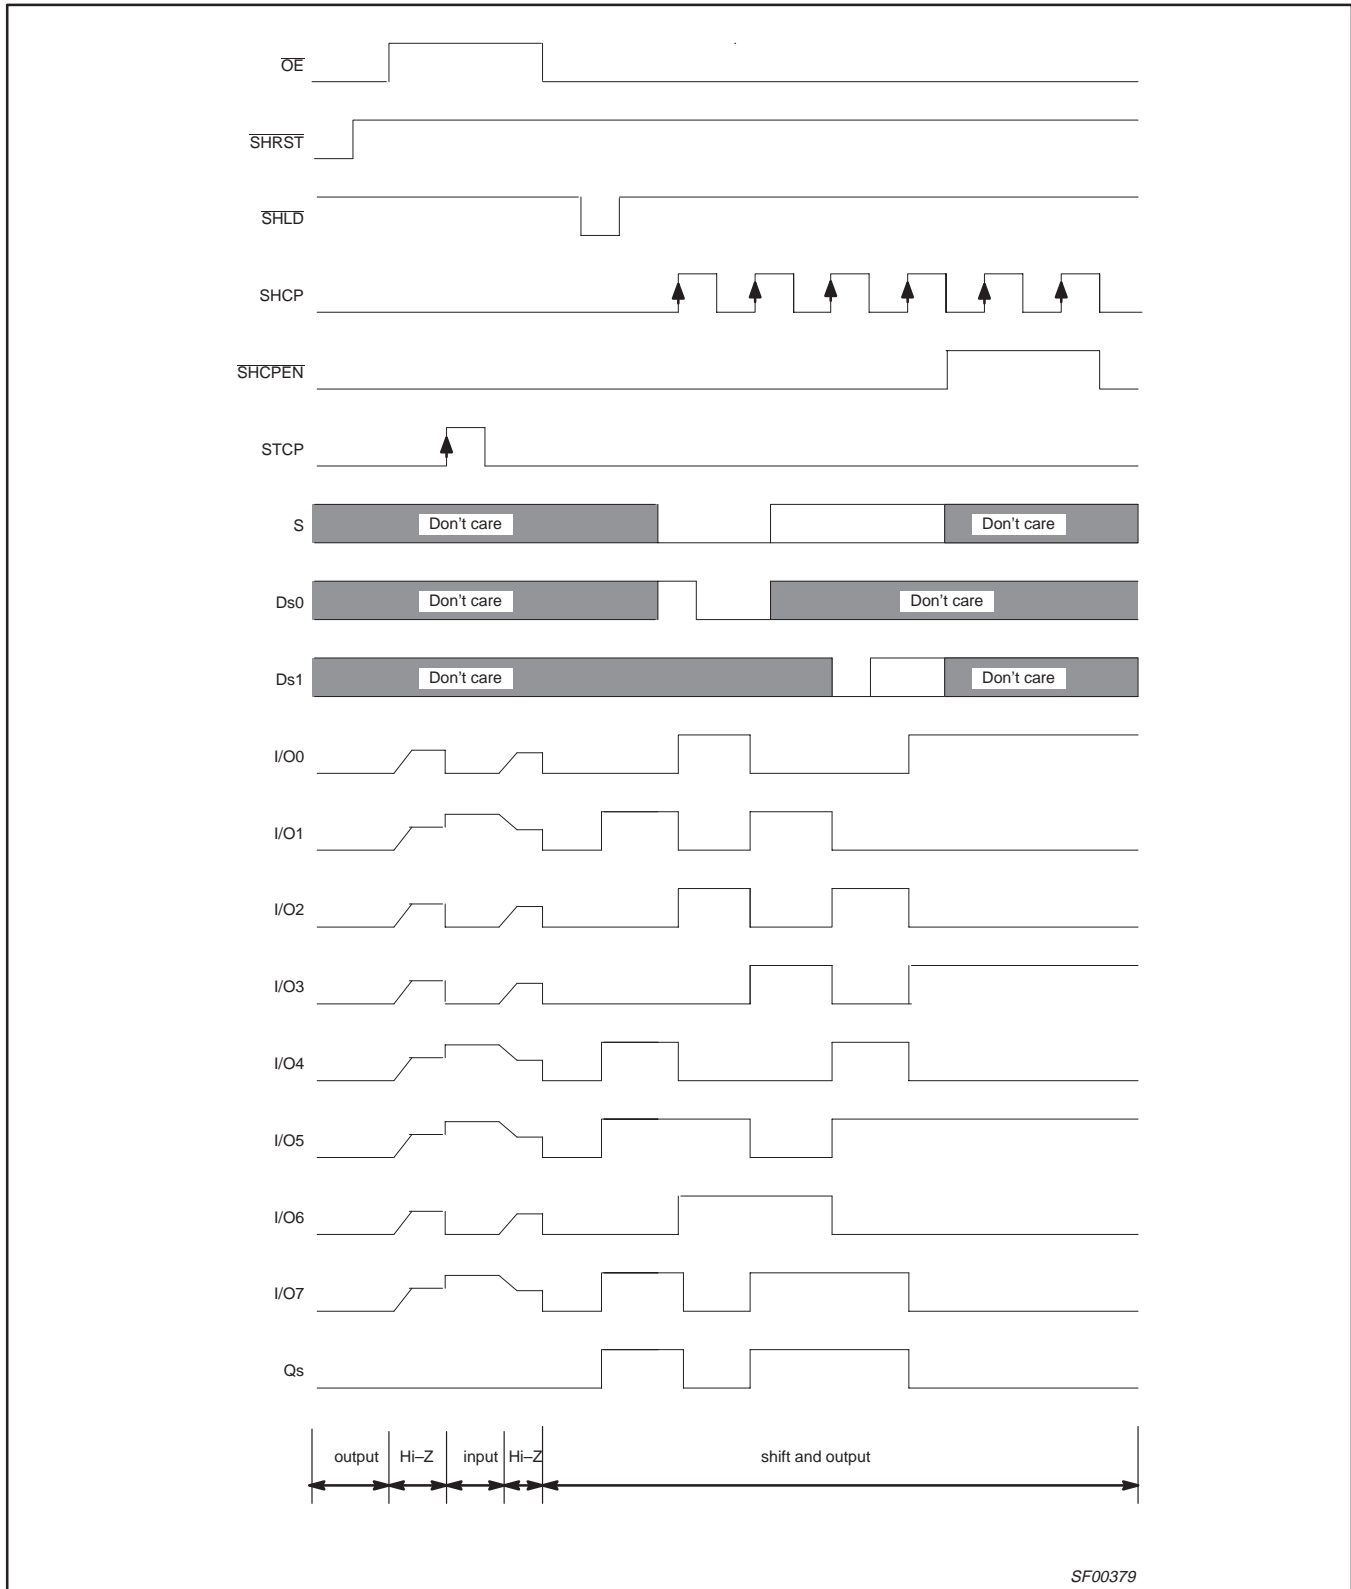 OE
SHRST
SHLD
SHCP
SHCPEN
STCP
S Don't care Don't care
Ds0 Don't care Don't care
Ds1 Don't care Don't care
I/O0
I/O1
I/O2
I/O3
I/O4
I/O5
I/O6
I/O7
Qs
output Hi–Z input Hi–Z shift and output
SF00379